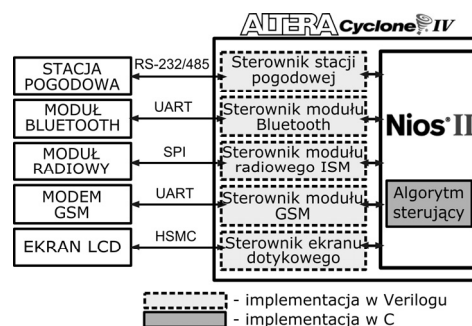 ALTERA Cyclone IV
STACJA
POGODOWA
RS-232/485
Sterownik stacji
pogodowej
MODUŁ
BLUETOOTH
UART
Sterownik modułu
Bluetooth
Nios II
MODUŁ
RADIOWY
SPI
Sterownik modułu
radiowego ISM
MODEM
GSM
UART
Sterownik modułu
GSM
Algorytm
sterujący
EKRAN LCD
HSMC
Sterownik ekranu
dotykowego
- implementacja w Verilogu
- implementacja w C